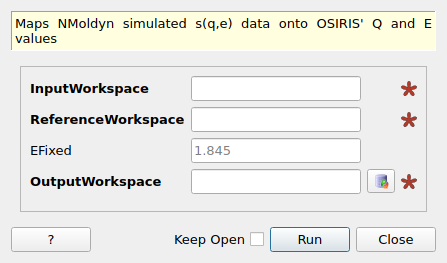 Maps NMoldyn simulated s(q,e) data onto OSIRIS' Q and E
values
InputWorkspace
ReferenceWorkspace
EFixed 1.845
OutputWorkspace
? Keep Open Run Close